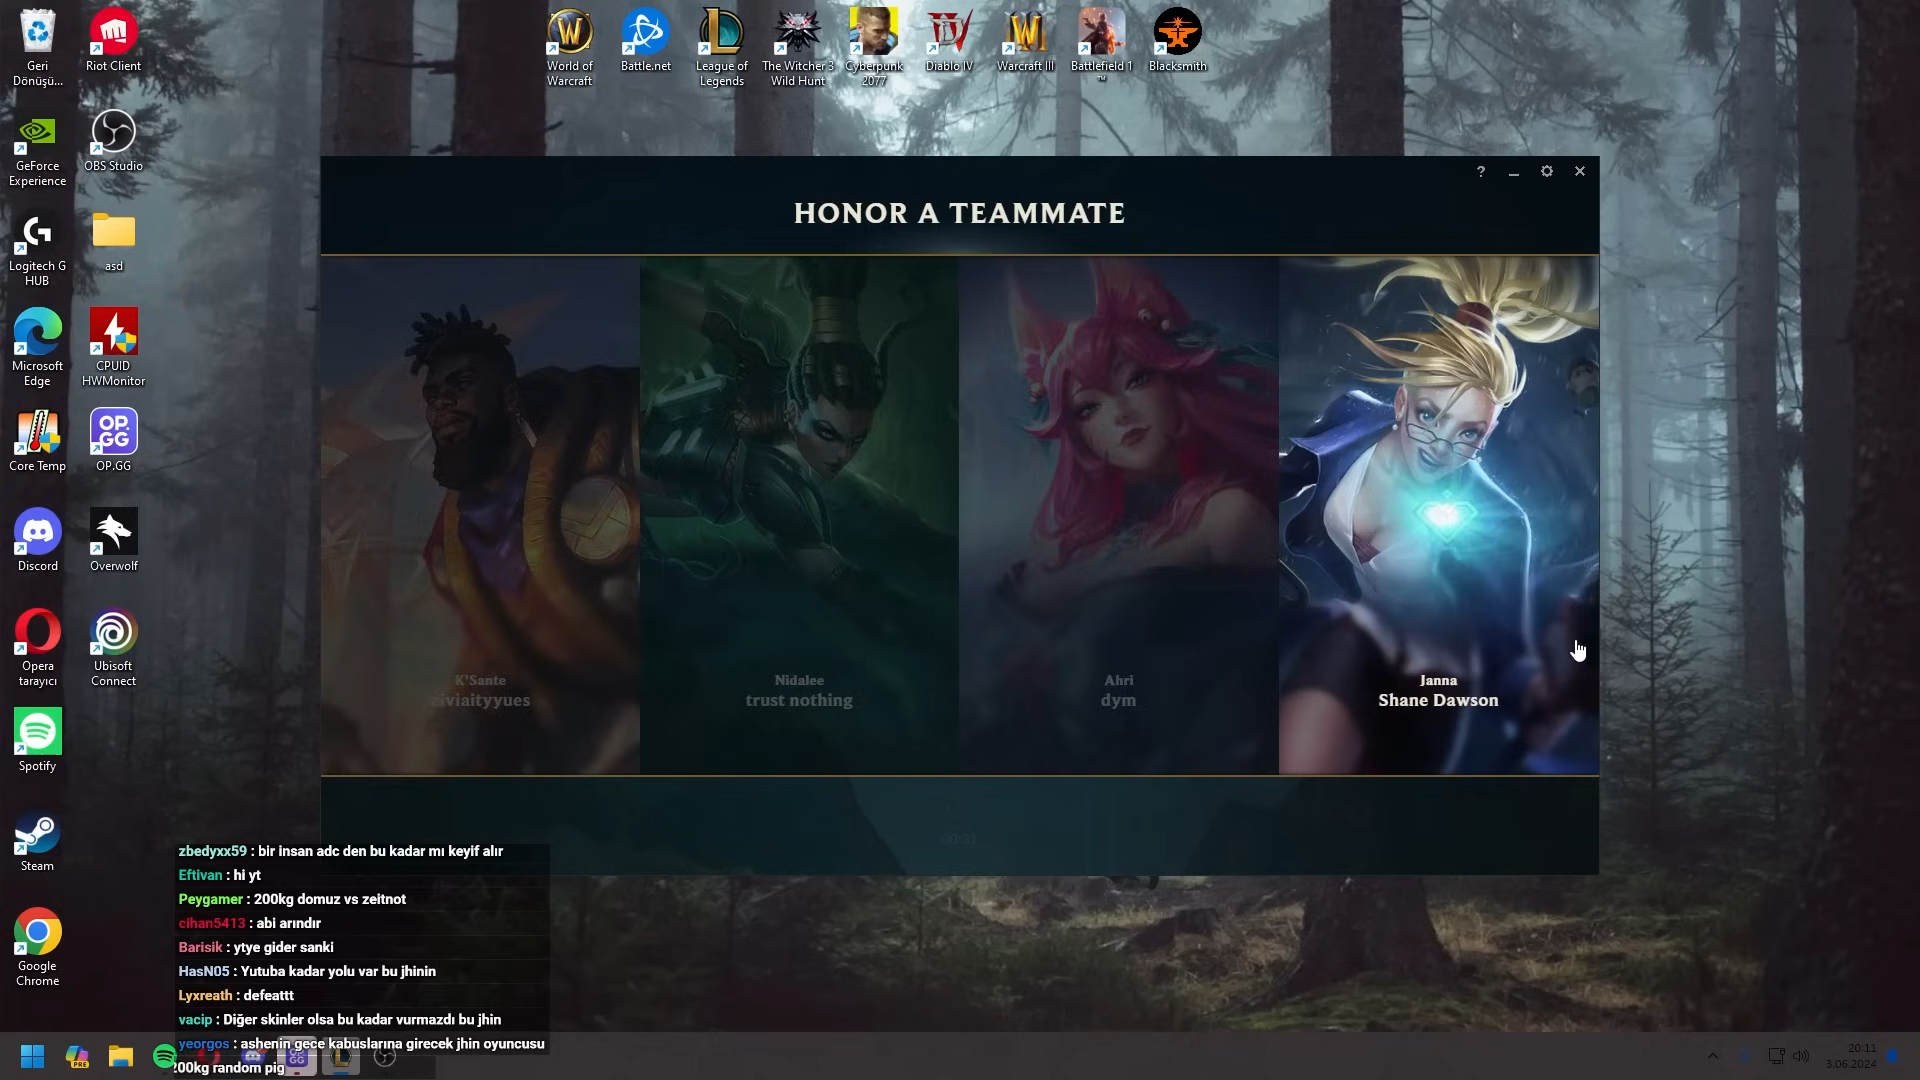 Geri
Dönüşü...
Riot Client
World of
Warcraft
Battle.net
League of
Legends
The Witcher 3
Wild Hunt
Cyberpunk
2077
Diablo IV
Warcraft III
Battlefield 1
™
Blacksmith
GeForce
Experience
OBS Studio
?
HONOR A TEAMMATE
Logitech G
HUB
asd
Microsoft
Edge
CPUID
HWMonitor
Core Temp
OP.
GG
OP.GG
Discord
Overwolf
Opera
tarayıcı
Ubisoft
Connect
K'Sante
Nidalee
trust nothing
Ahri
dym
Janna
Shane Dawson
Spotify
Steam
Google
Chrome
zbedyxx59 : bir insan adc den bu kadar mı keyif alır
Eftivan : hi yt
Peygamer : 200kg domuz vs zeitnot
cihan5413 : abi arındır
Barisik : ytye gider sanki
HasN05 : Yutuba kadar yolu var bu jhinin
Lyxreath : defeattt
vacip : Diğer skinler olsa bu kadar vurmazdı bu jhin
yeorgos : ashenin gece kabuslarına girecek jhin oyuncusu
200kg random pig
PRE
20:11
3.06.2024